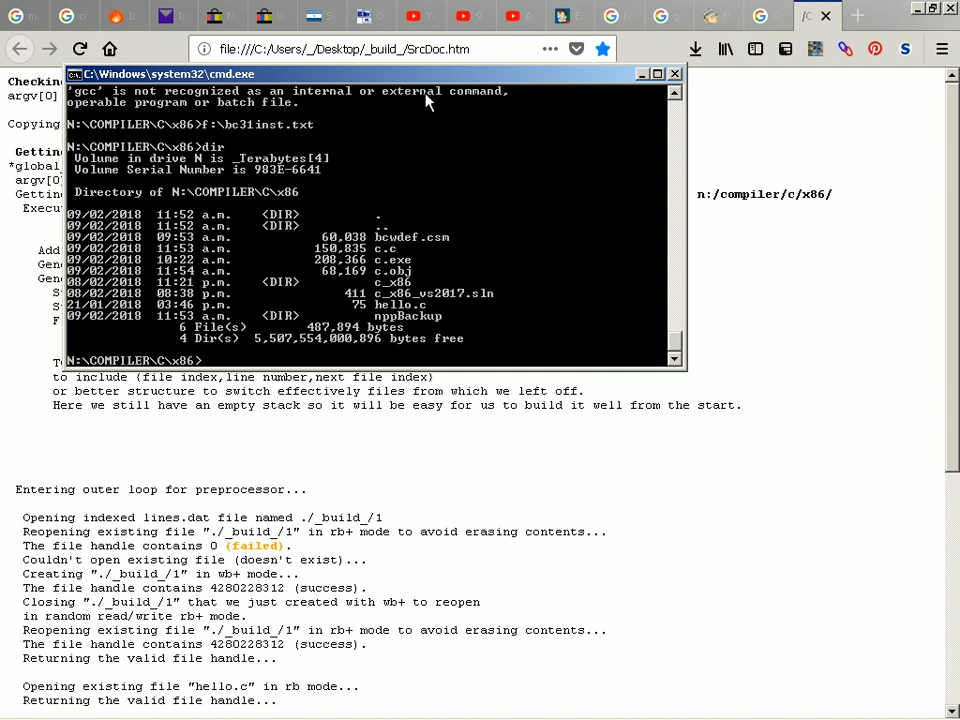 file:///C:/Users/_/Desktop/_build_/SrcDoc.htm
Checkin
argv[0]
Copying
Gettin
*global
argv[0]
Getting
n:/compiler/c/x86/
Execu
Add
Gen
Gen
C:\Windows\system32\cmd.exe
'gcc' is not recognized as an internal or external command,
operable program or batch file.
N:\COMPILER\C\x86>f:\bc31inst.txt
N:\COMPILER\C\x86>dir
Volume in drive N is _Terabytes[4]
Volume Serial Number is 983E-6641
Directory of N:\COMPILER\C\x86
09/02/2018 11:52 a.m. <DIR> .
09/02/2018 11:52 a.m. <DIR> ..
09/02/2018 09:53 a.m. 60,038 bcwdef.csm
09/02/2018 11:53 a.m. 150,835 c.c
09/02/2018 10:22 a.m. 208,366 c.exe
09/02/2018 11:54 a.m. 68,169 c.obj
08/02/2018 11:21 p.m. <DIR> c_x86
08/02/2018 08:38 p.m. 411 c_x86_vs2017.sln
21/01/2018 03:46 p.m. 75 hello.c
09/02/2018 11:53 a.m. <DIR> nppBackup
6 File(s) 487,894 bytes
4 Dir(s) 5,507,554,000,896 bytes free
N:\COMPILER\C\x86>
to include {file index,line number,next file index}
or better structure to switch effectively files from which we left off.
Here we still have an empty stack so it will be easy for us to build it well from the start.
Entering outer loop for preprocessor...
Opening indexed lines.dat file named ./_build_/1
Reopening existing file "./_build_/1" in rb+ mode to avoid erasing contents...
The file handle contains 0 (failed).
Couldn't open existing file (doesn't exist)...
Creating "./_build_/1" in wb+ mode...
The file handle contains 4280228312 (success).
Closing "./_build_/1" that we just created with wb+ to reopen
in random read/write rb+ mode.
Reopening existing file "./_build_/1" in rb+ mode to avoid erasing contents...
The file handle contains 4280228312 (success).
Returning the valid file handle...
Opening existing file "hello.c" in rb mode...
Returning the valid file handle...